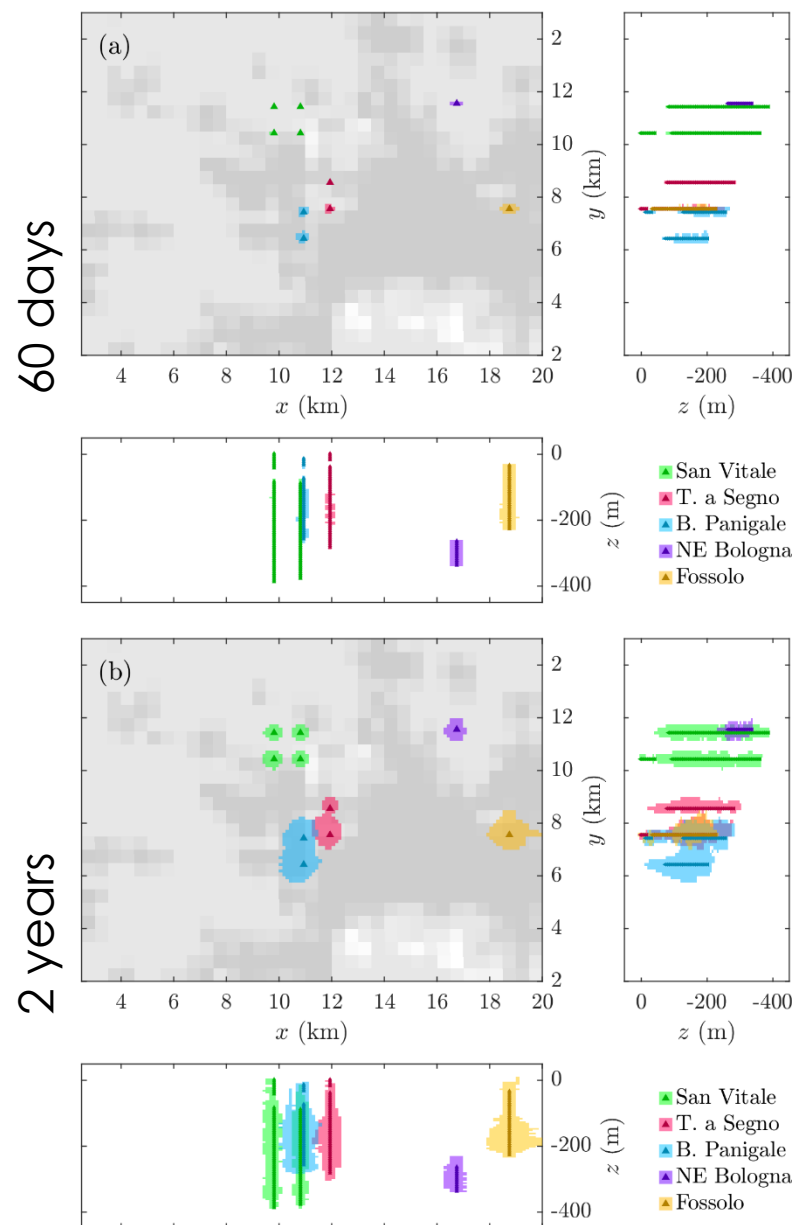 60 days
(a)
2
12
10
8
6
4
2
y (km)
4 6 8 10 12 14 16 18 20
x (km)
0 -200 -400
z (m)
0
-200
-400
z (m)
San Vitale
T. a Segno
B. Panigale
NE Bologna
Fossolo
2 years
(b)
2
12
10
8
6
4
2
y (km)
4 6 8 10 12 14 16 18 20
x (km)
0 -200 -400
z (m)
0
-200
-400
z (m)
San Vitale
T. a Segno
B. Panigale
NE Bologna
Fossolo